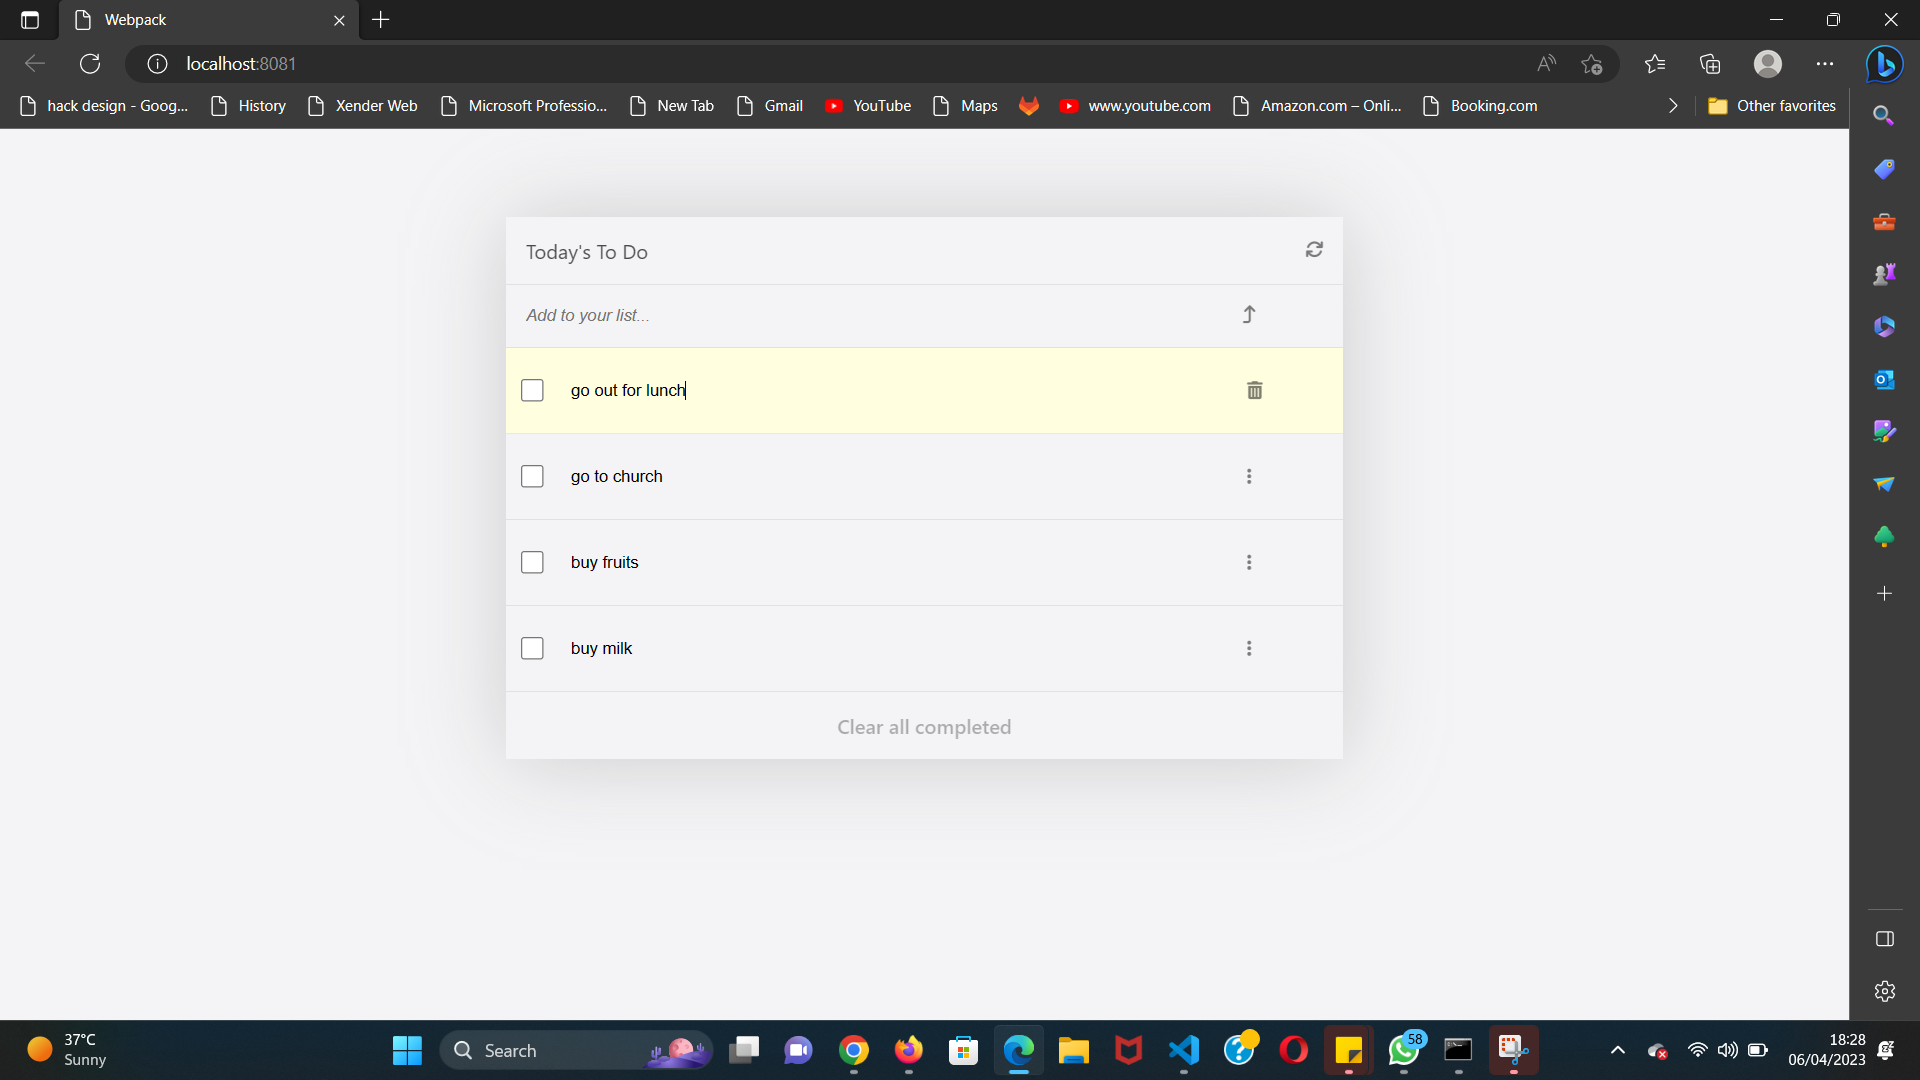 Webpack
localhost:8081
hack design - Goog... History Xender Web Microsoft Professio... New Tab Gmail YouTube Maps www.youtube.com Amazon.com – Onli... Booking.com Other favorites
Today's To Do
Add to your list...
go out for lunch
go to church
buy fruits
buy milk
Clear all completed
37°C
Sunny
Search
58
18:28
06/04/2023